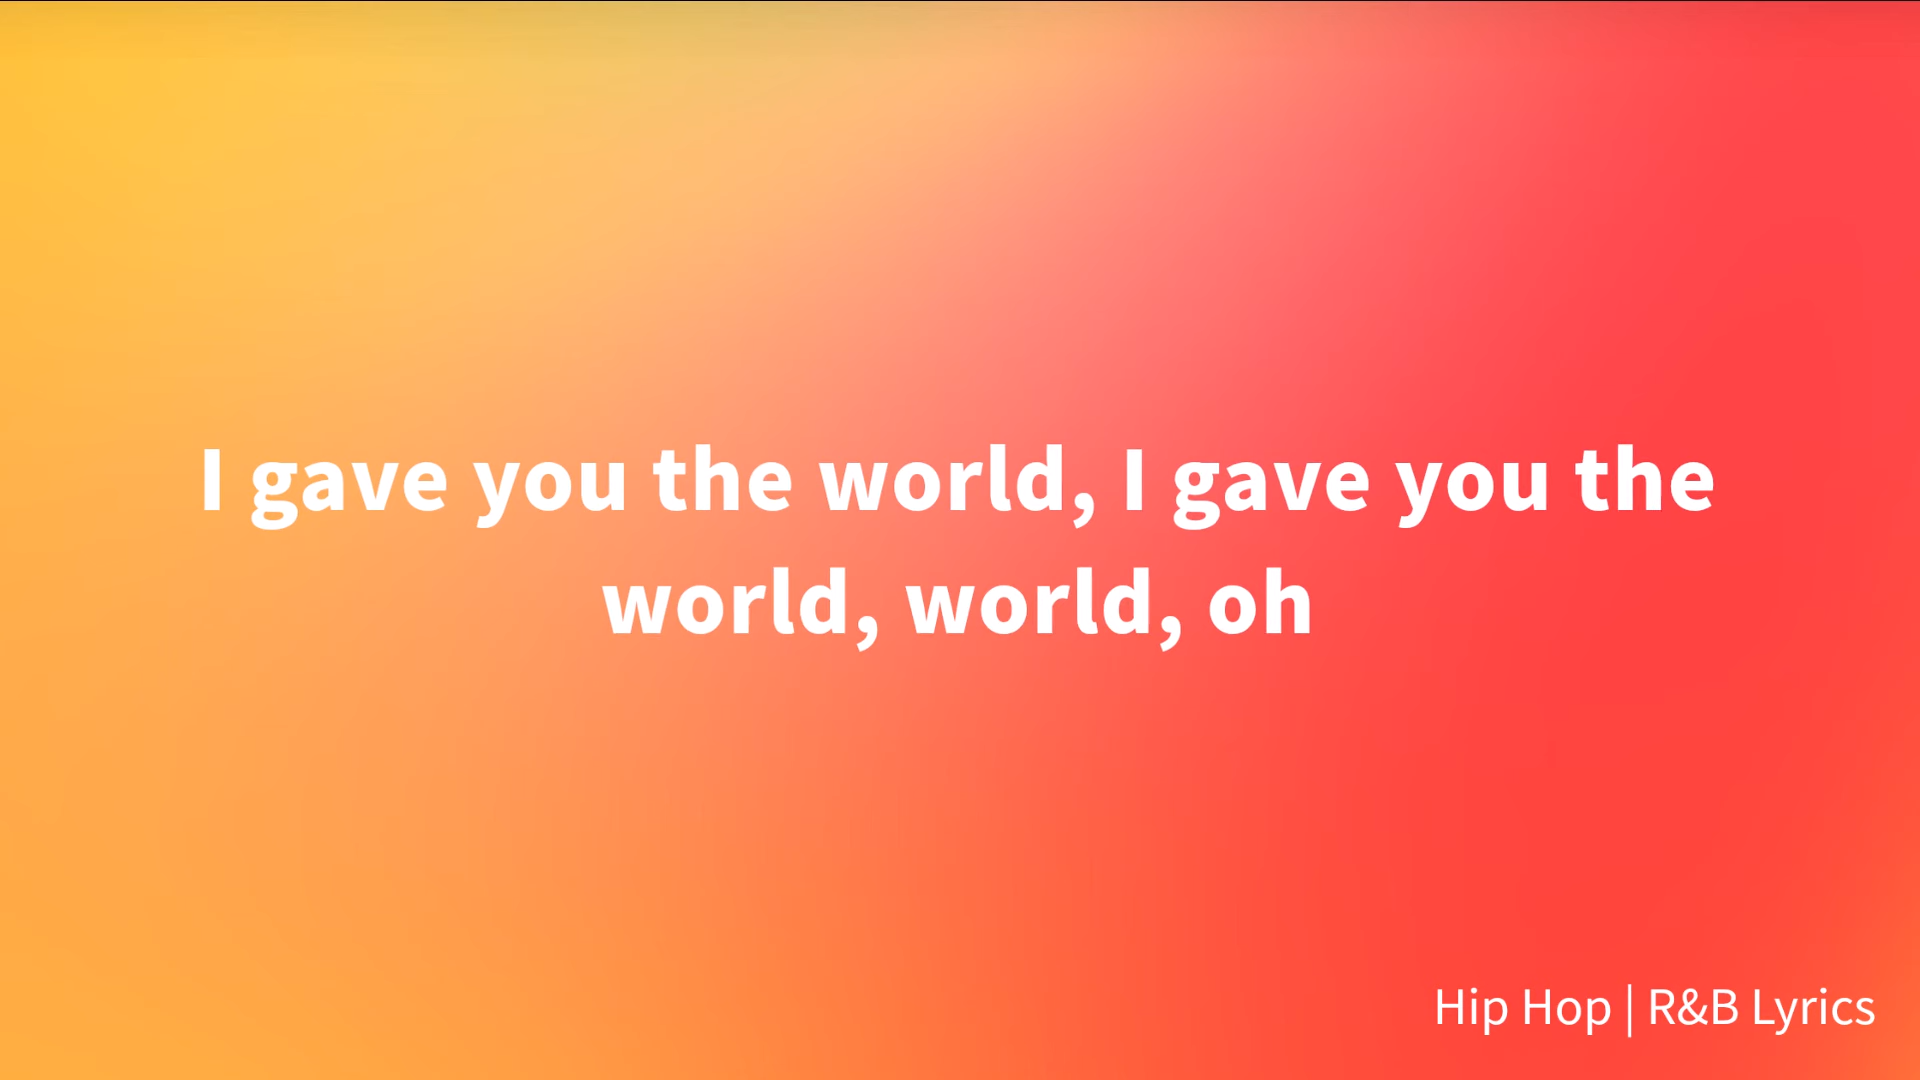 I gave you the world, I gave you the
world, world, oh
Hip Hop | R&B Lyrics